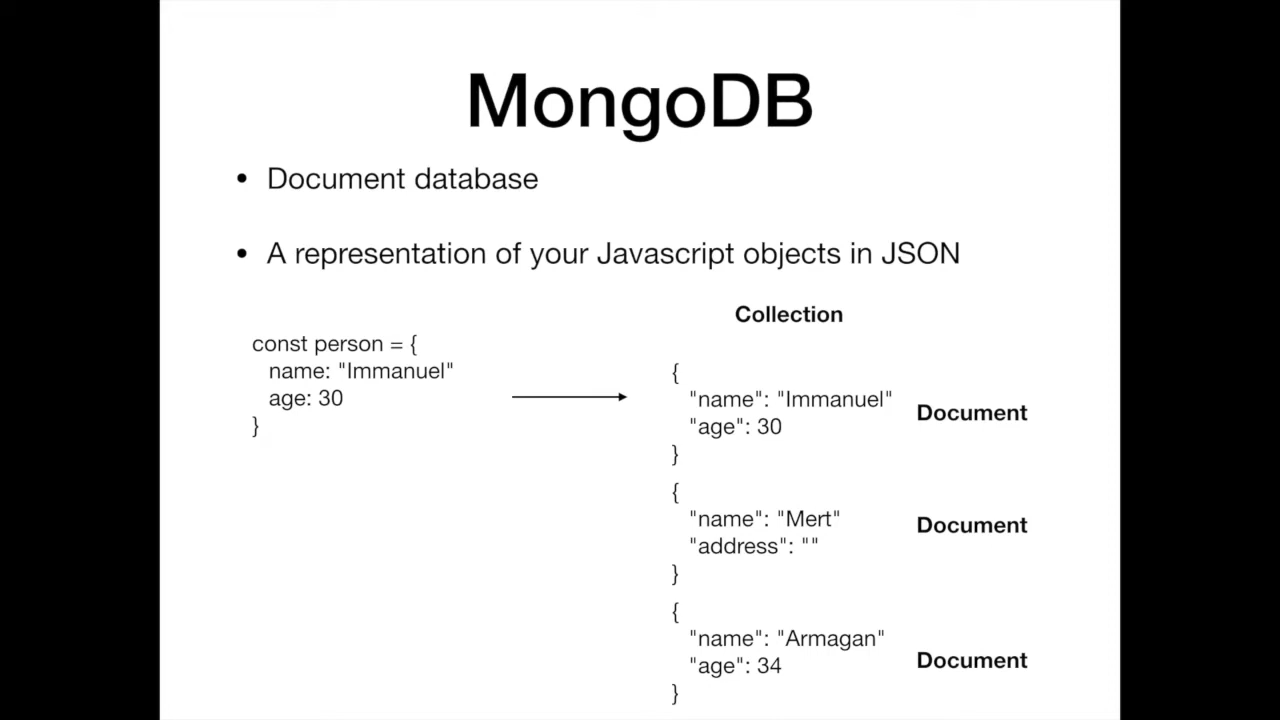 MongoDB
• Document database
• A representation of your Javascript objects in JSON
const person = {
name: "Immanuel"
age: 30
}
Collection
{
"name": "Immanuel"
"age": 30
}
Document
{
"name": "Mert"
"address": ""
}
Document
{
"name": "Armagan"
"age": 34
}
Document